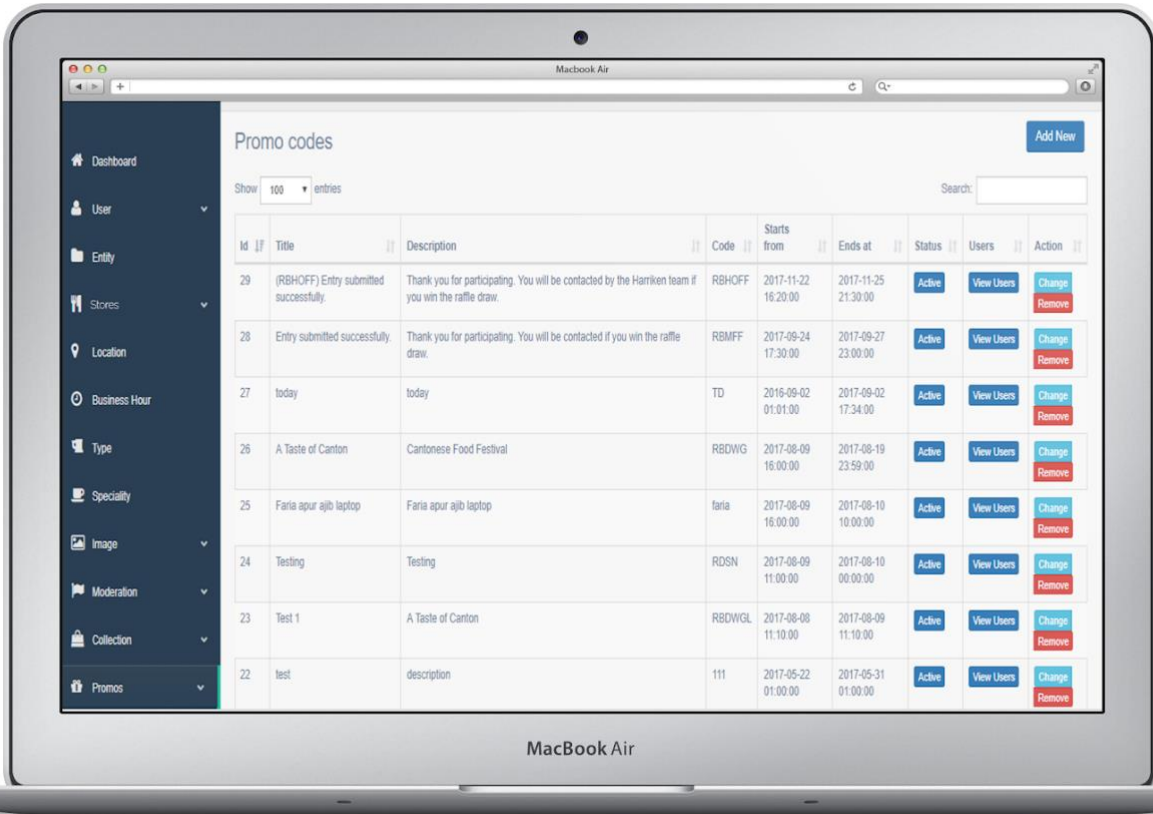 Macbook Air
Dashboard
User
Entity
Stores
Location
Business Hour
Type
Speciality
Image
Moderation
Collection
Promos
Promo codes
Add New
Show 100 entries
Search:
Id Title Description Code Starts from Ends at Status Users Action
29 (RBHOFF) Entry submitted successfully. Thank you for participating. You will be contacted by the Harriken team if you win the raffle draw. RBHOFF 2017-11-22 16:20:00 2017-11-25 21:30:00 Active View Users Change Remove
28 Entry submitted successfully. Thank you for participating. You will be contacted if you win the raffle draw. RBMFF 2017-09-24 17:30:00 2017-09-27 23:00:00 Active View Users Change Remove
27 today today TD 2016-09-02 01:01:00 2017-09-02 17:34:00 Active View Users Change Remove
26 A Taste of Canton Cantonese Food Festival RBDWG 2017-08-09 16:00:00 2017-08-19 23:59:00 Active View Users Change Remove
25 Faria apur ajib laptop Faria apur ajib laptop faria 2017-08-09 16:00:00 2017-08-10 10:00:00 Active View Users Change Remove
24 Testing Testing RDSN 2017-08-09 11:00:00 2017-08-10 00:00:00 Active View Users Change Remove
23 Test 1 A Taste of Canton RBDWGL 2017-08-08 11:10:00 2017-08-09 11:10:00 Active View Users Change Remove
22 test description 111 2017-05-22 01:00:00 2017-05-31 01:00:00 Active View Users Change Remove
MacBook Air